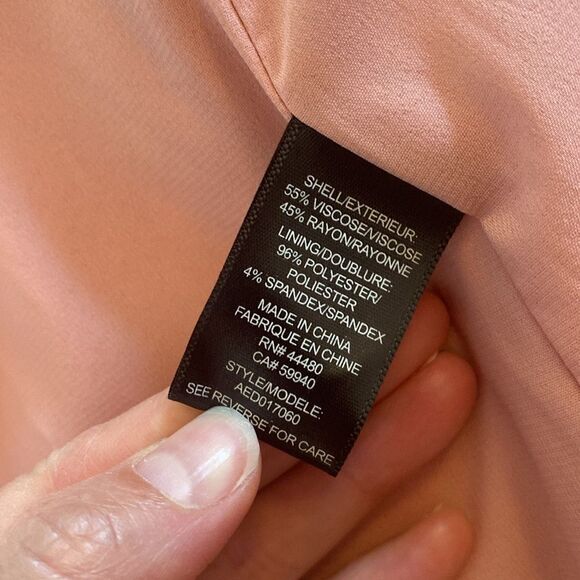 SHELL/EXTERIEUR:
55% VISCOSE/VISCOSE
45% RAYON/RAYONNE
LINING/DOUBLURE:
96% POLYESTER/
POLIESTER
4% SPANDEX/SPANDEX
MADE IN CHINA
FABRIQUE EN CHINE
RN# 44480
CA# 59940
STYLE/MODELE:
AED017060
SEE REVERSE FOR CARE